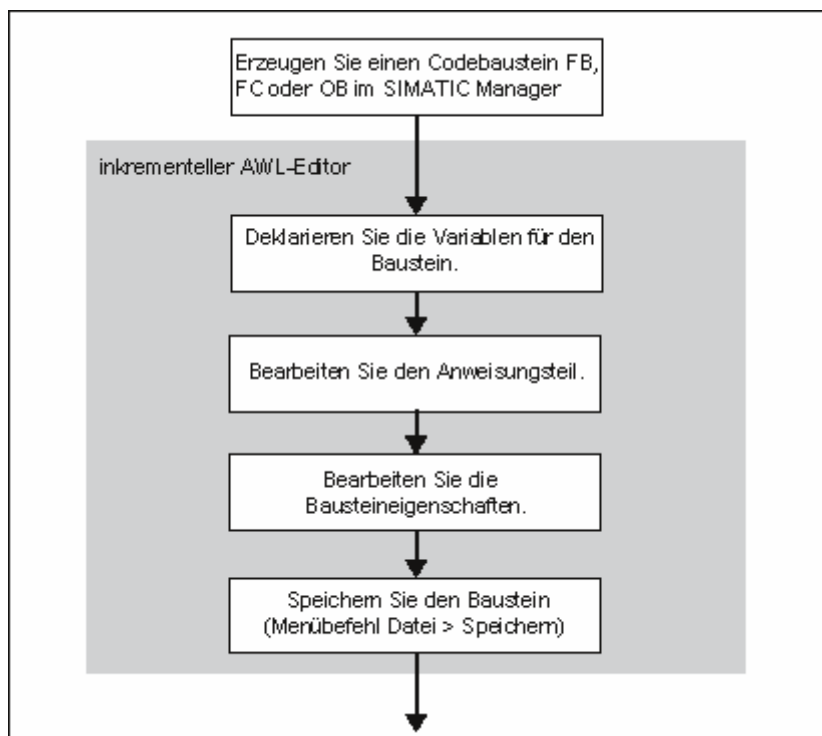 Erzeugen Sie einen Codebaustein FB,
FC oder OB im SIMATIC Manager
inkrementeller AWL-Editor
Deklarieren Sie die Variablen für den
Baustein.
Bearbeiten Sie den Anweisungsteil.
Bearbeiten Sie die
Bausteineigenschaften.
Speichern Sie den Baustein
(Menübefehl Datei > Speichern)